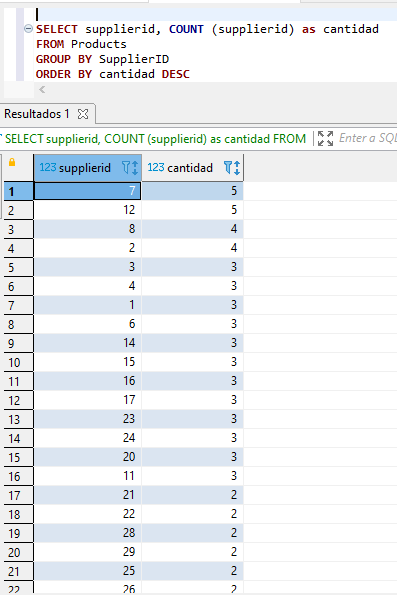 SELECT supplierid, COUNT (supplierid) as cantidad
FROM Products
GROUP BY SupplierID
ORDER BY cantidad DESC
Resultados 1
SELECT supplierid, COUNT (supplierid) as cantidad FROM Enter a SQL
123 supplierid 123 cantidad
1 7 5
2 12 5
3 8 4
4 2 4
5 3 3
6 4 3
7 1 3
8 6 3
9 14 3
10 15 3
11 16 3
12 17 3
13 23 3
14 24 3
15 20 3
16 11 3
17 21 2
18 22 2
19 28 2
20 29 2
21 25 2
22 26 2